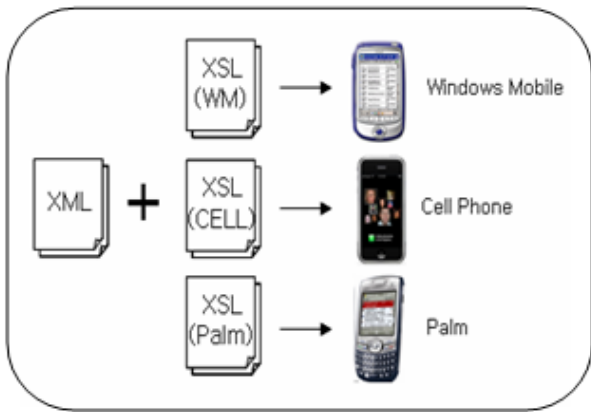 XSL
(WM)
Windows Mobile
XML
+
XSL
(CELL)
Cell Phone
XSL
(Palm)
Palm